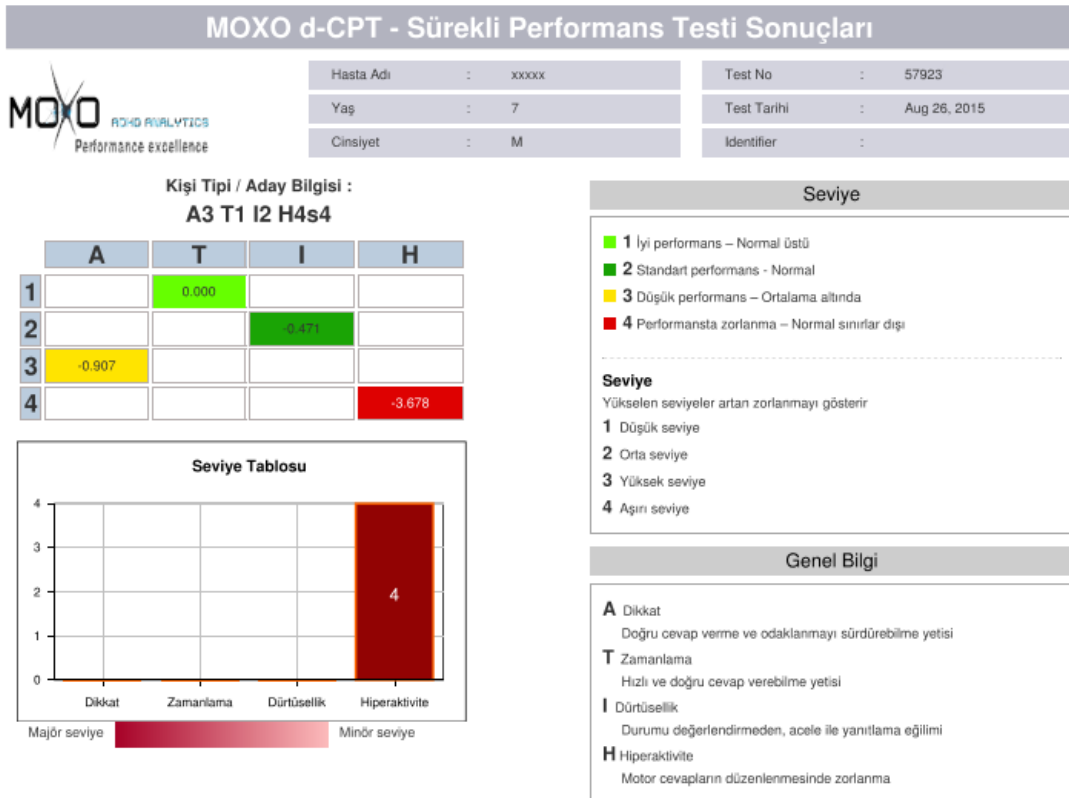 MOXO d-CPT - Sürekli Performans Testi Sonuçları
MOXO
ADHD ANALYTICS
Performance excellence
Hasta Adı : xxxxx
Yaş : 7
Cinsiyet : M
Test No : 57923
Test Tarihi : Aug 26, 2015
Identifier :
Kişi Tipi / Aday Bilgisi :
A3 T1 I2 H4s4
A T I H
1 0.000
2 -0.471
3 -0.907
4 -3.678
Seviye Tablosu
4
3
2
1
0
4
Dikkat Zamanlama Dürtüsellik Hiperaktivite
Majör seviye Minör seviye
Seviye
1 İyi performans – Normal üstü
2 Standart performans - Normal
3 Düşük performans – Ortalama altında
4 Performansta zorlanma – Normal sınırlar dışı
Seviye
Yükselen seviyeler artan zorlanmayı gösterir
1 Düşük seviye
2 Orta seviye
3 Yüksek seviye
4 Aşırı seviye
Genel Bilgi
A Dikkat
Doğru cevap verme ve odaklanmayı sürdürebilme yetisi
T Zamanlama
Hızlı ve doğru cevap verebilme yetisi
I Dürtüsellik
Durumu değerlendirmeden, acele ile yanıtlama eğilimi
H Hiperaktivite
Motor cevapların düzenlenmesinde zorlanma